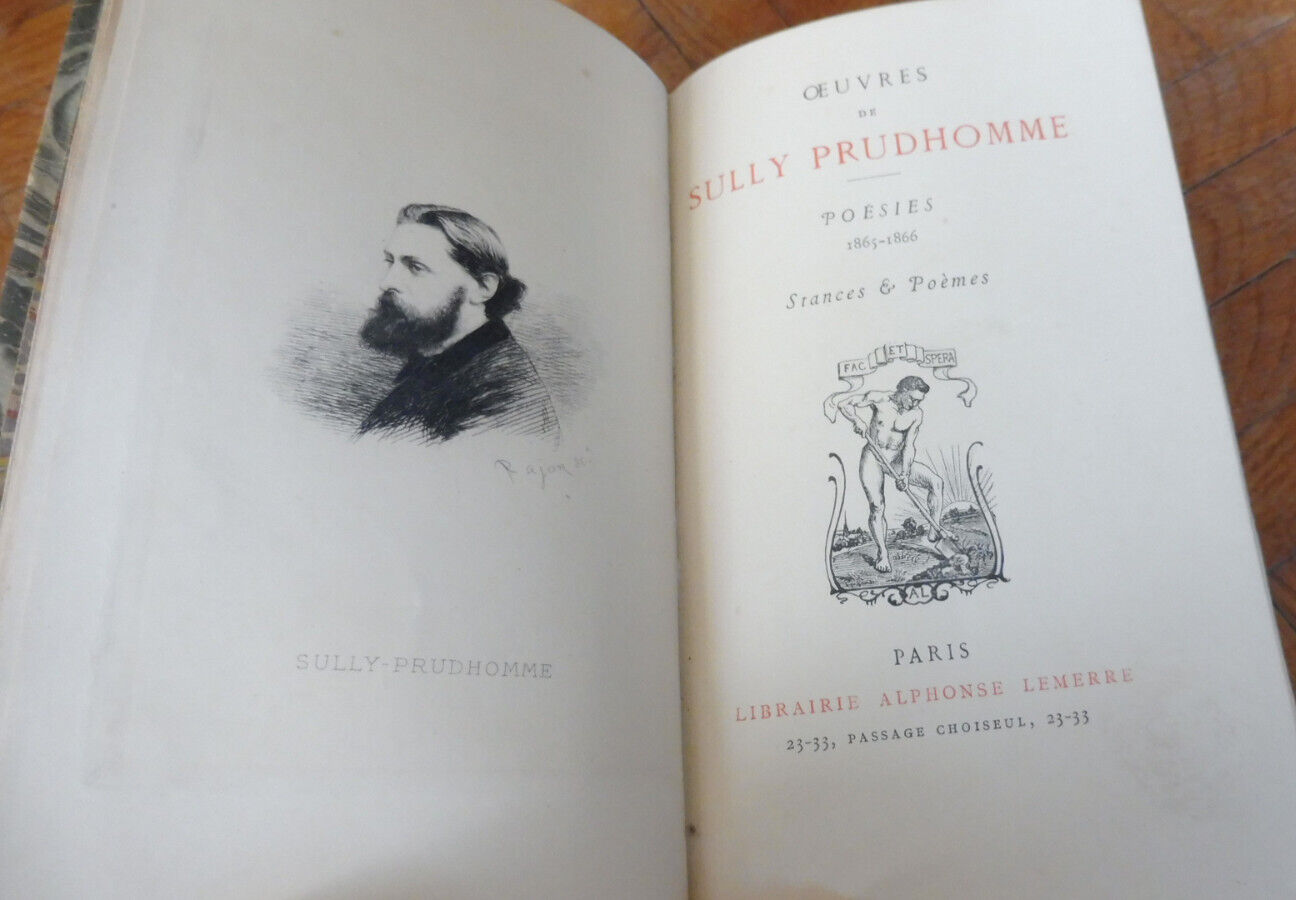 Rajon
SULLY-PRUDHOMME
ŒUVRES
DE
SULLY PRUDHOMME
POÉSIES
1865-1866
Stances & Poèmes
FAC ET SPERA
AL
PARIS
LIBRAIRIE ALPHONSE LEMERRE
23-33, PASSAGE CHOISEUL, 23-33